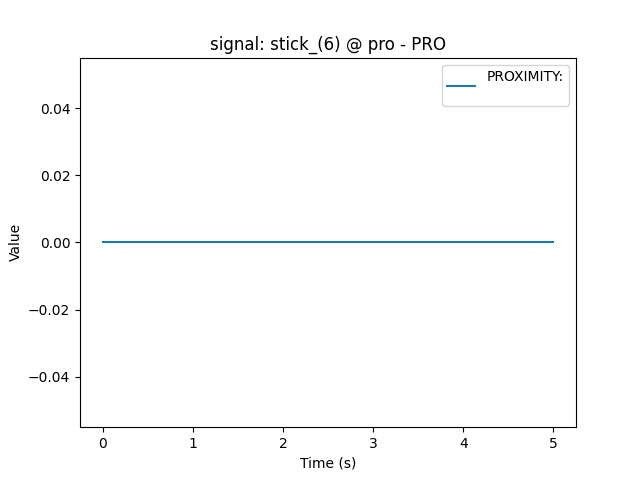 signal: stick_(6) @ pro - PRO
PROXIMITY:
0.04
0.02
0.00
−0.02
−0.04
Value
0 1 2 3 4 5
Time (s)